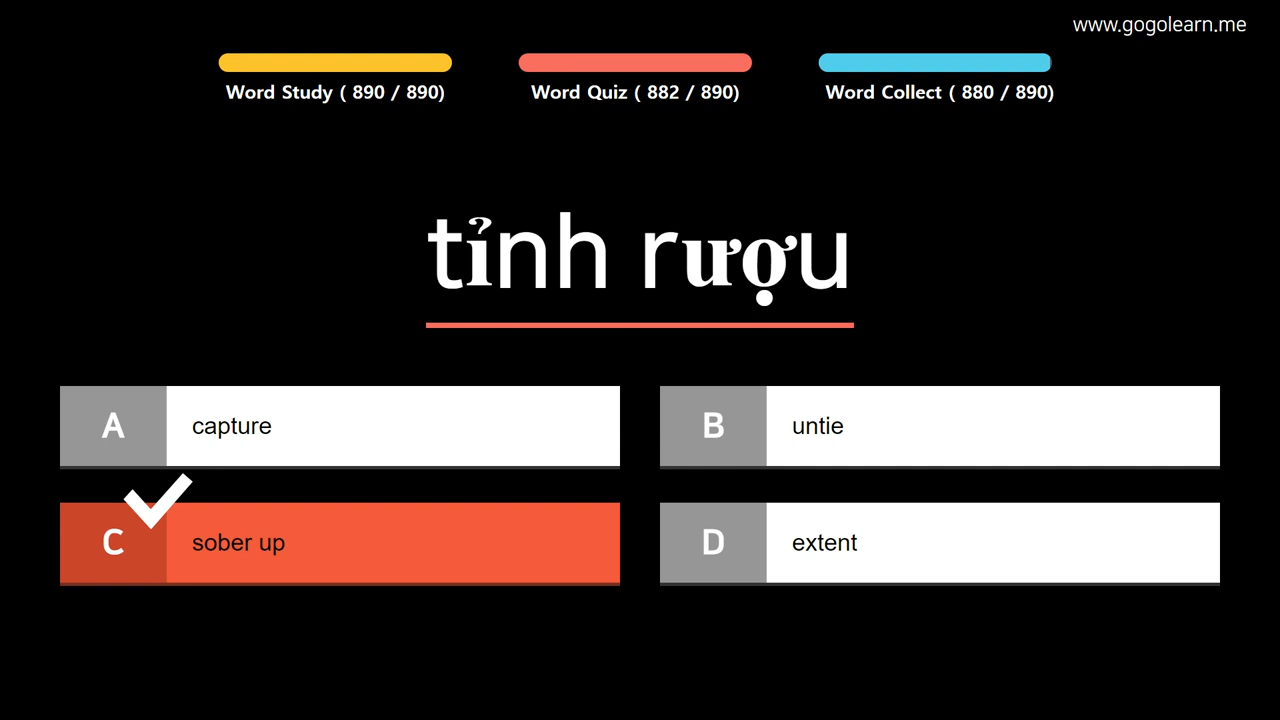 www.gogolearn.me
Word Study ( 890 / 890)
Word Quiz ( 882 / 890)
Word Collect ( 880 / 890)
tỉnh rượu
A capture
B untie
C sober up
D extent